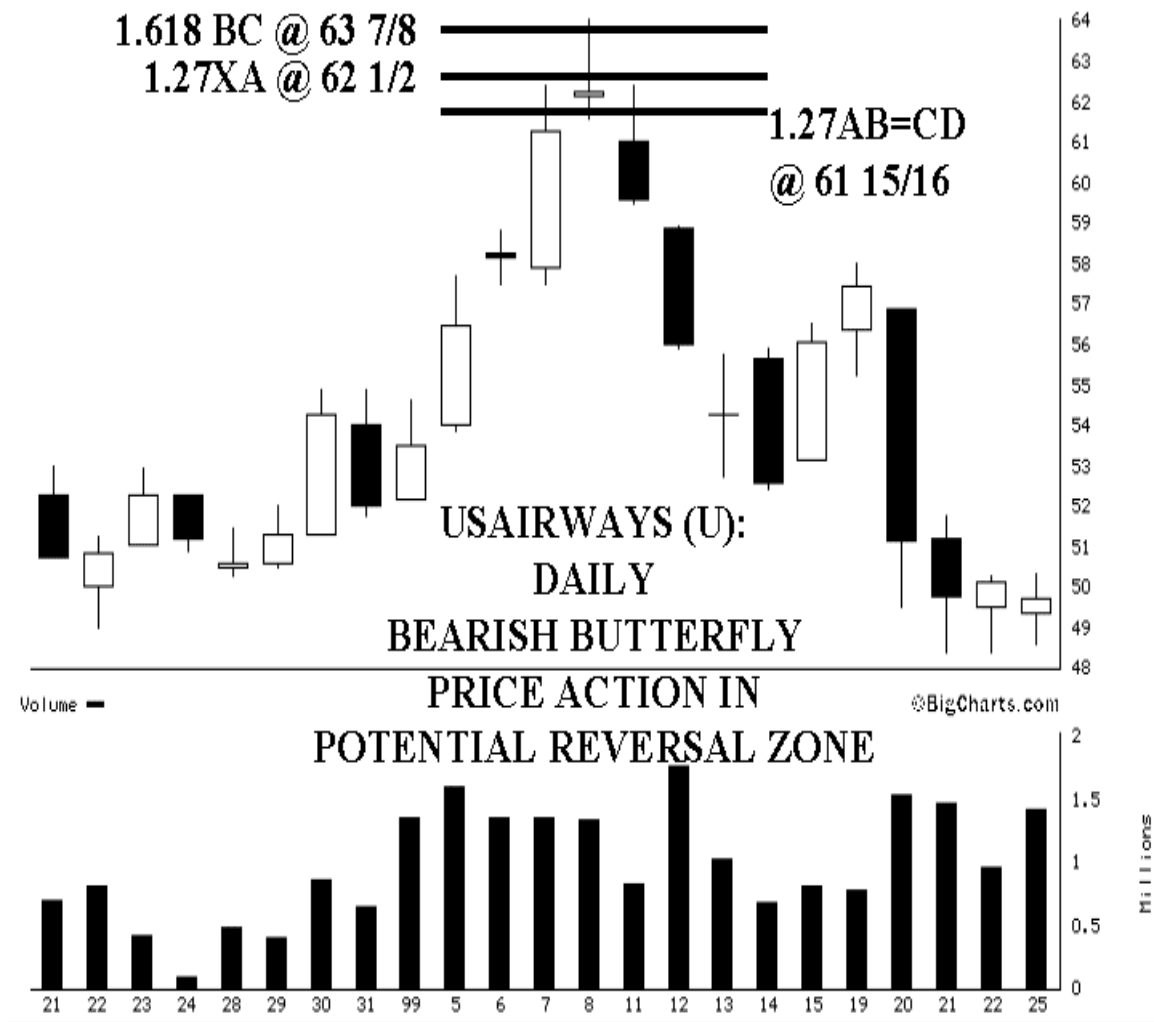 1.618 BC @ 63 7/8
1.27XA @ 62 1/2
1.27AB=CD
@ 61 15/16
64
63
62
61
60
59
58
57
56
55
54
53
52
51
50
49
48
USAIRWAYS (U):
DAILY
BEARISH BUTTERFLY
PRICE ACTION IN
POTENTIAL REVERSAL ZONE
Volume
©BigCharts.com
2
1.5
1
0.5
0
Millions
21 22 23 24 28 29 30 31 99 5 6 7 8 11 12 13 14 15 19 20 21 22 25